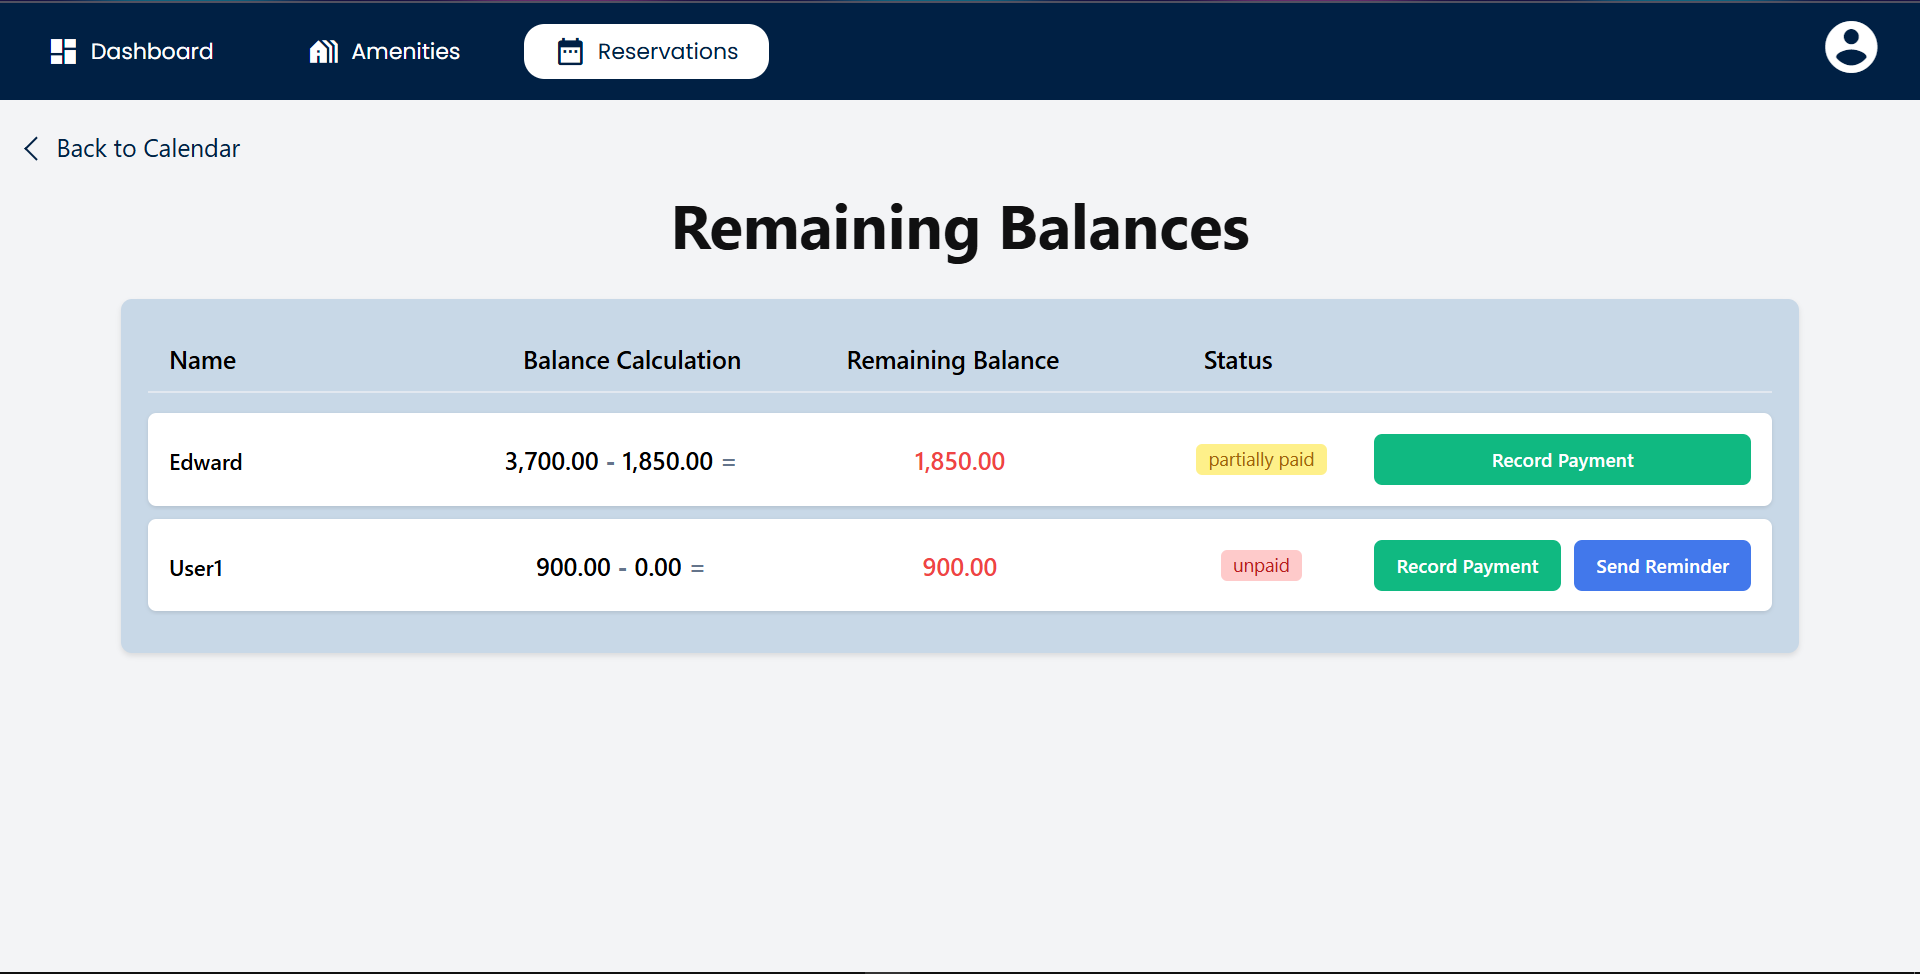 Dashboard Amenities Reservations
Back to Calendar
Remaining Balances
Name Balance Calculation Remaining Balance Status
Edward 3,700.00 - 1,850.00 = 1,850.00 partially paid Record Payment
User1 900.00 - 0.00 = 900.00 unpaid Record Payment Send Reminder